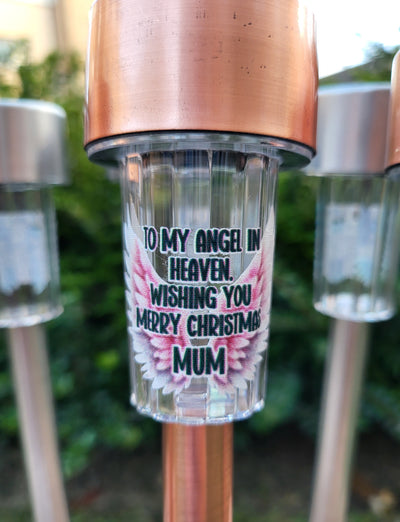 TO MY ANGEL IN
HEAVEN.
WISHING YOU
MERRY CHRISTMAS
MUM